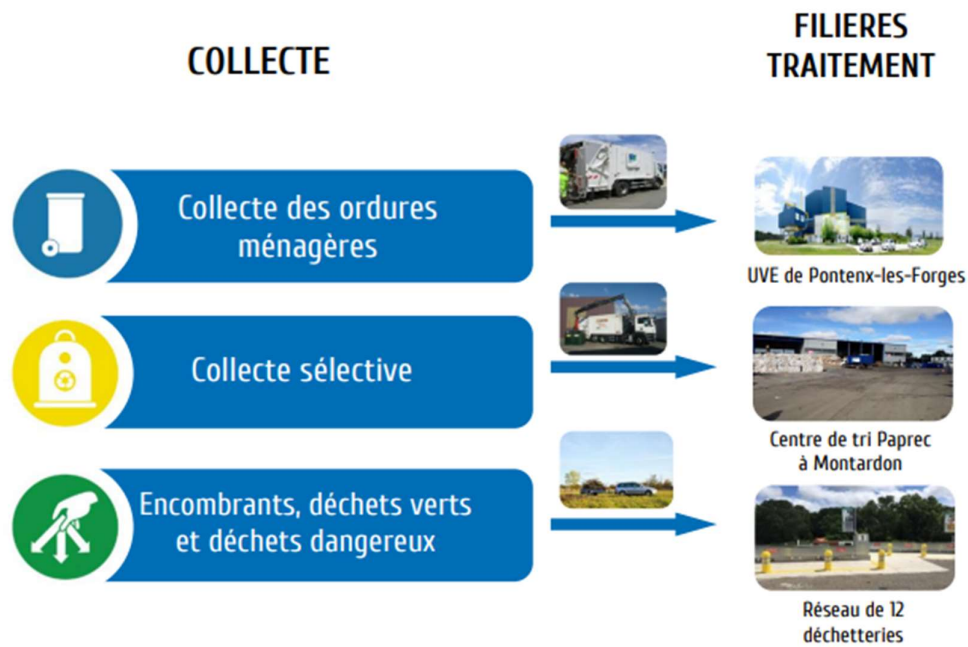 COLLECTE
FILIERES
TRAITEMENT
Collecte des ordures
ménagères
UVE de Pontenx-les-Forges
Collecte sélective
Centre de tri Paprec
à Montardon
Encombrants, déchets verts
et déchets dangereux
Réseau de 12
déchetteries